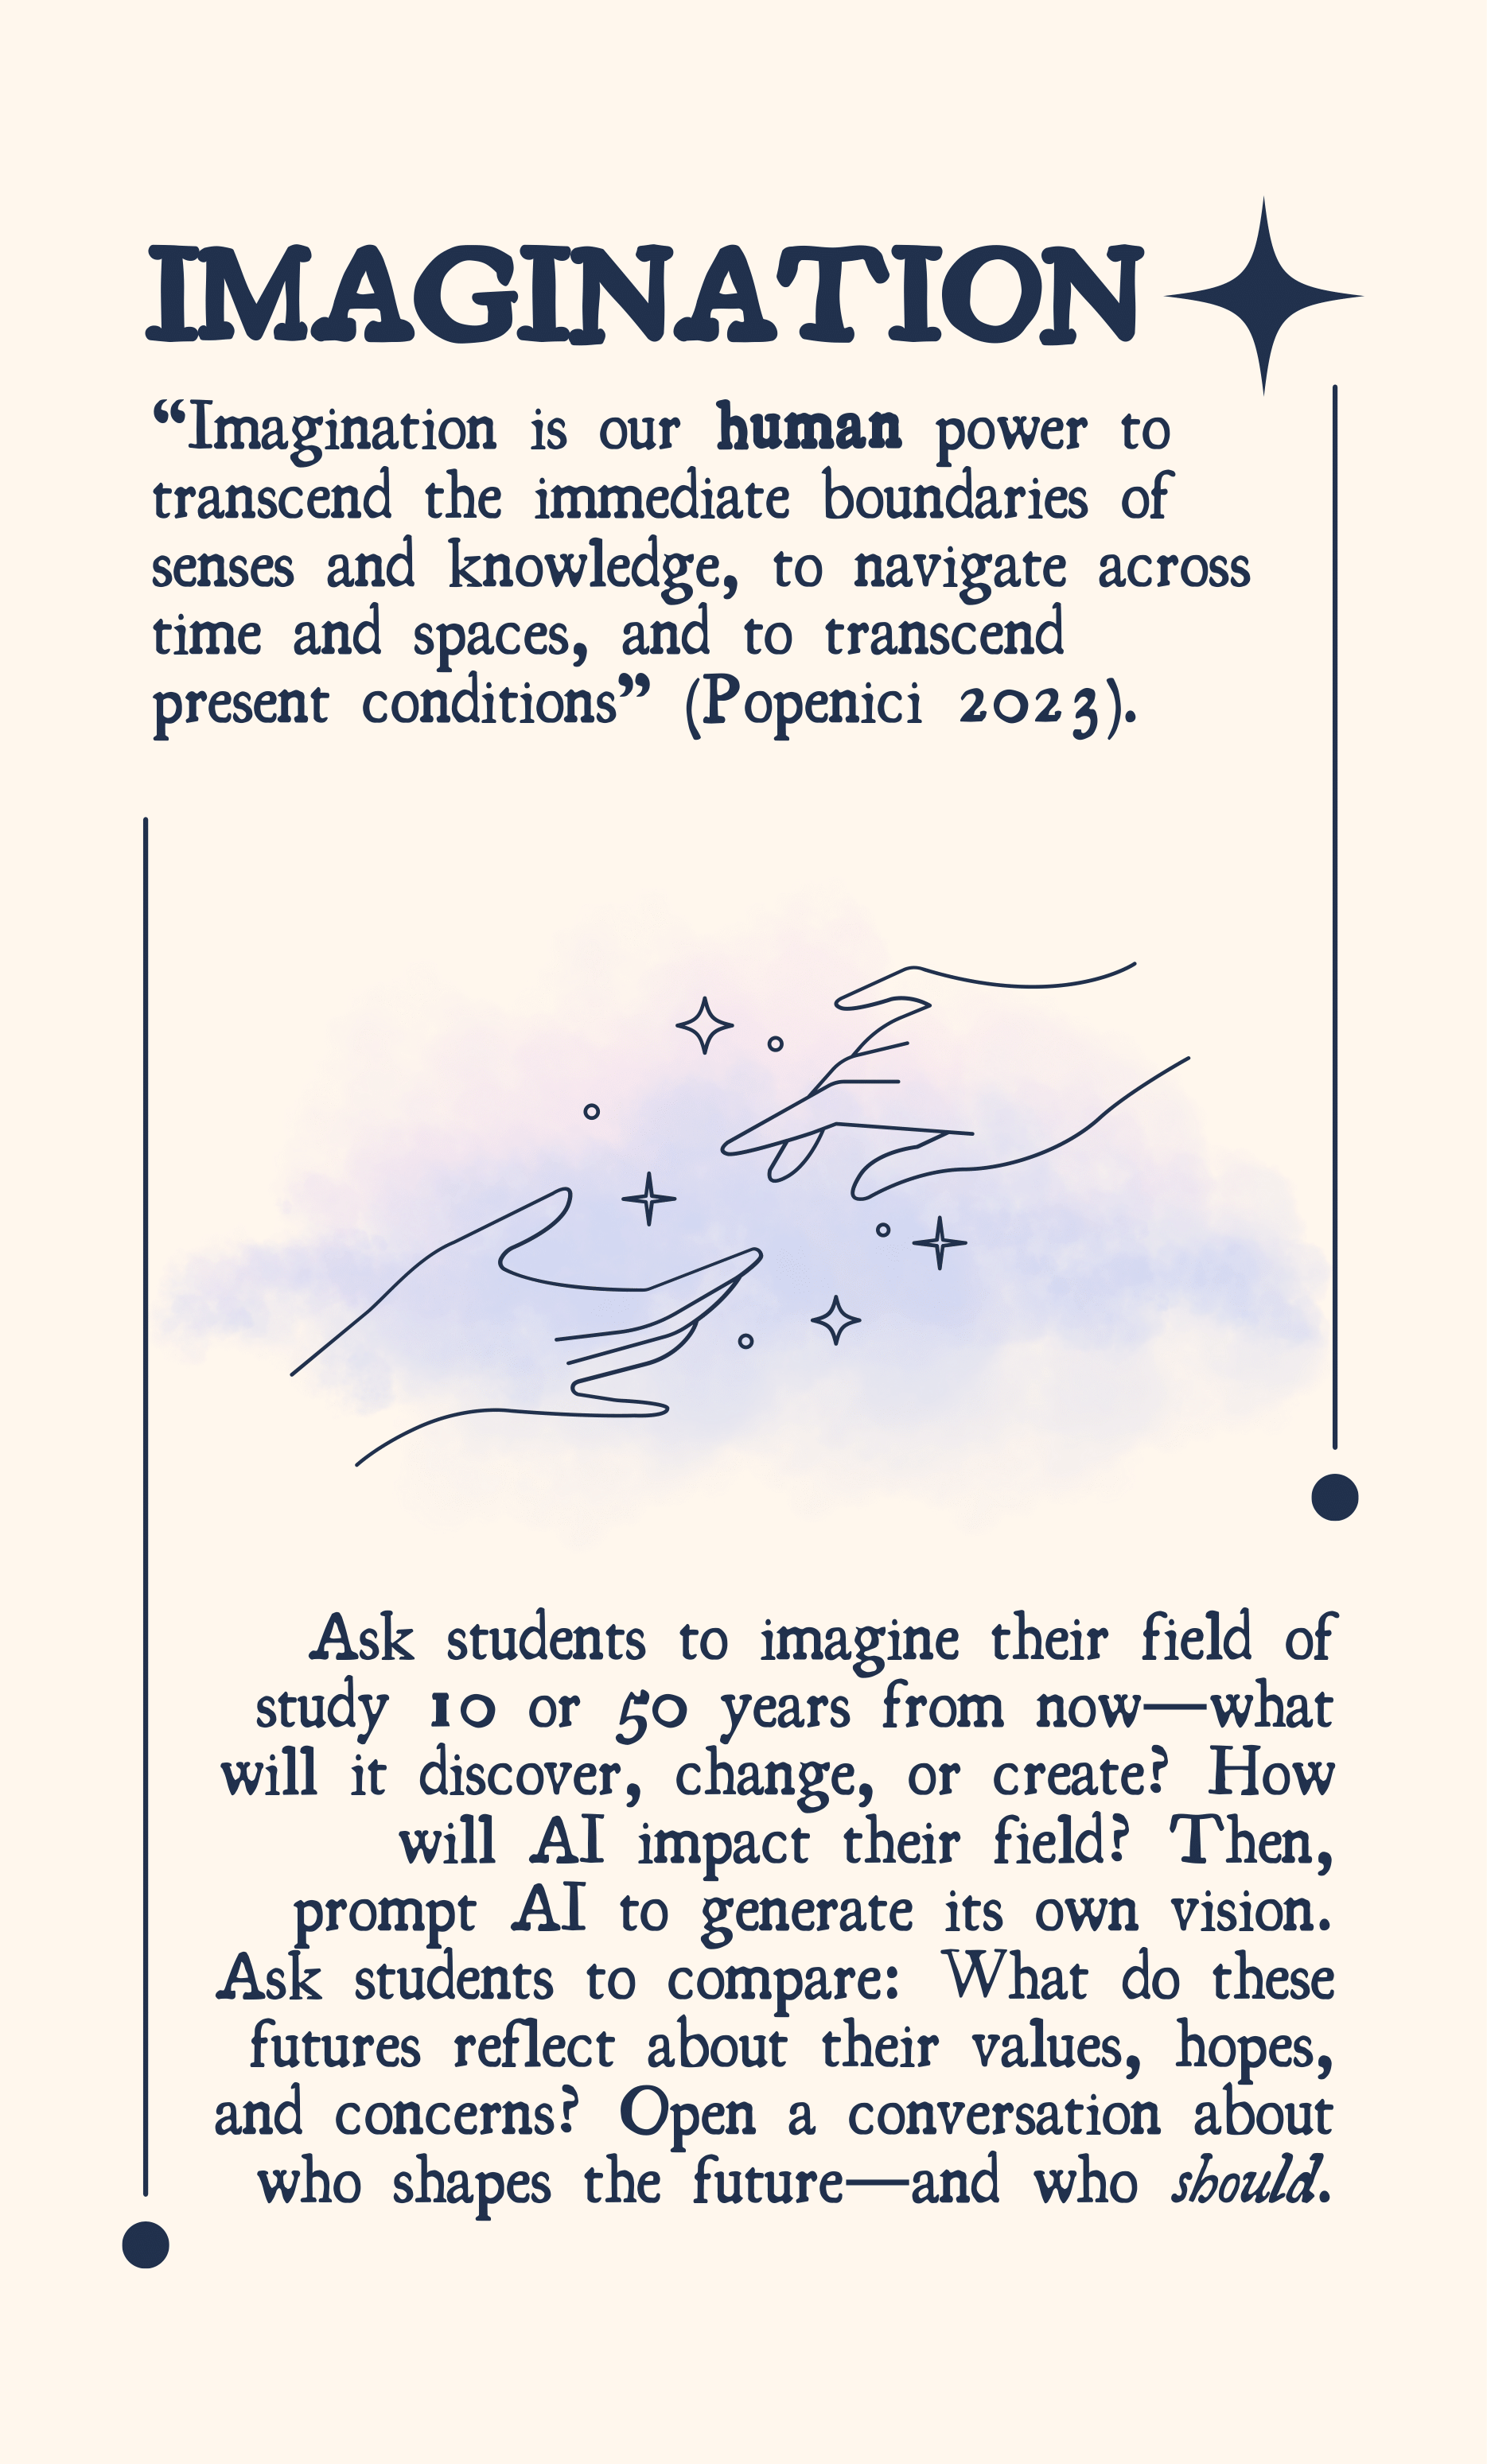 IMAGINATION
“Imagination is our human power to
transcend the immediate boundaries of
senses and knowledge, to navigate across
time and spaces, and to transcend
present conditions” (Popenici 2023).
Ask students to imagine their field of
study 10 or 50 years from now—what
will it discover, change, or create? How
will AI impact their field? Then,
prompt AI to generate its own vision.
Ask students to compare: What do these
futures reflect about their values, hopes,
and concerns? Open a conversation about
who shapes the future—and who should.